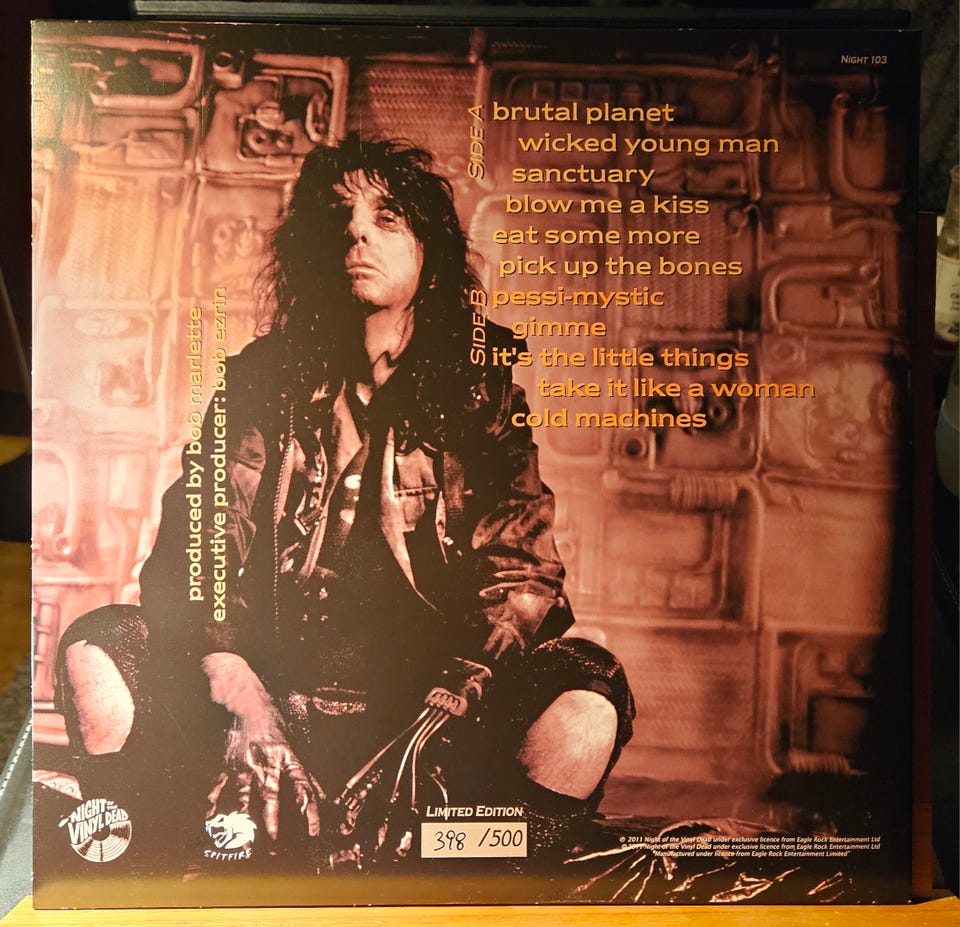 NIGHT 103
SIDE A
brutal planet
wicked young man
sanctuary
blow me a kiss
eat some more
pick up the bones
SIDE B
pessi-mystic
gimme
it's the little things
take it like a woman
cold machines
produced by bob marlette
executive producer: bob ezrin
NIGHT OF THE
VINYL DEAD
SPITFIRE
LIMITED EDITION
398 /500
℗ 2011 Night of the Vinyl Dead under exclusive licence from Eagle Rock Entertainment Ltd
© 2011 Night of the Vinyl Dead under exclusive licence from Eagle Rock Entertainment Ltd
"Manufactured under licence from Eagle Rock Entertainment Limited"